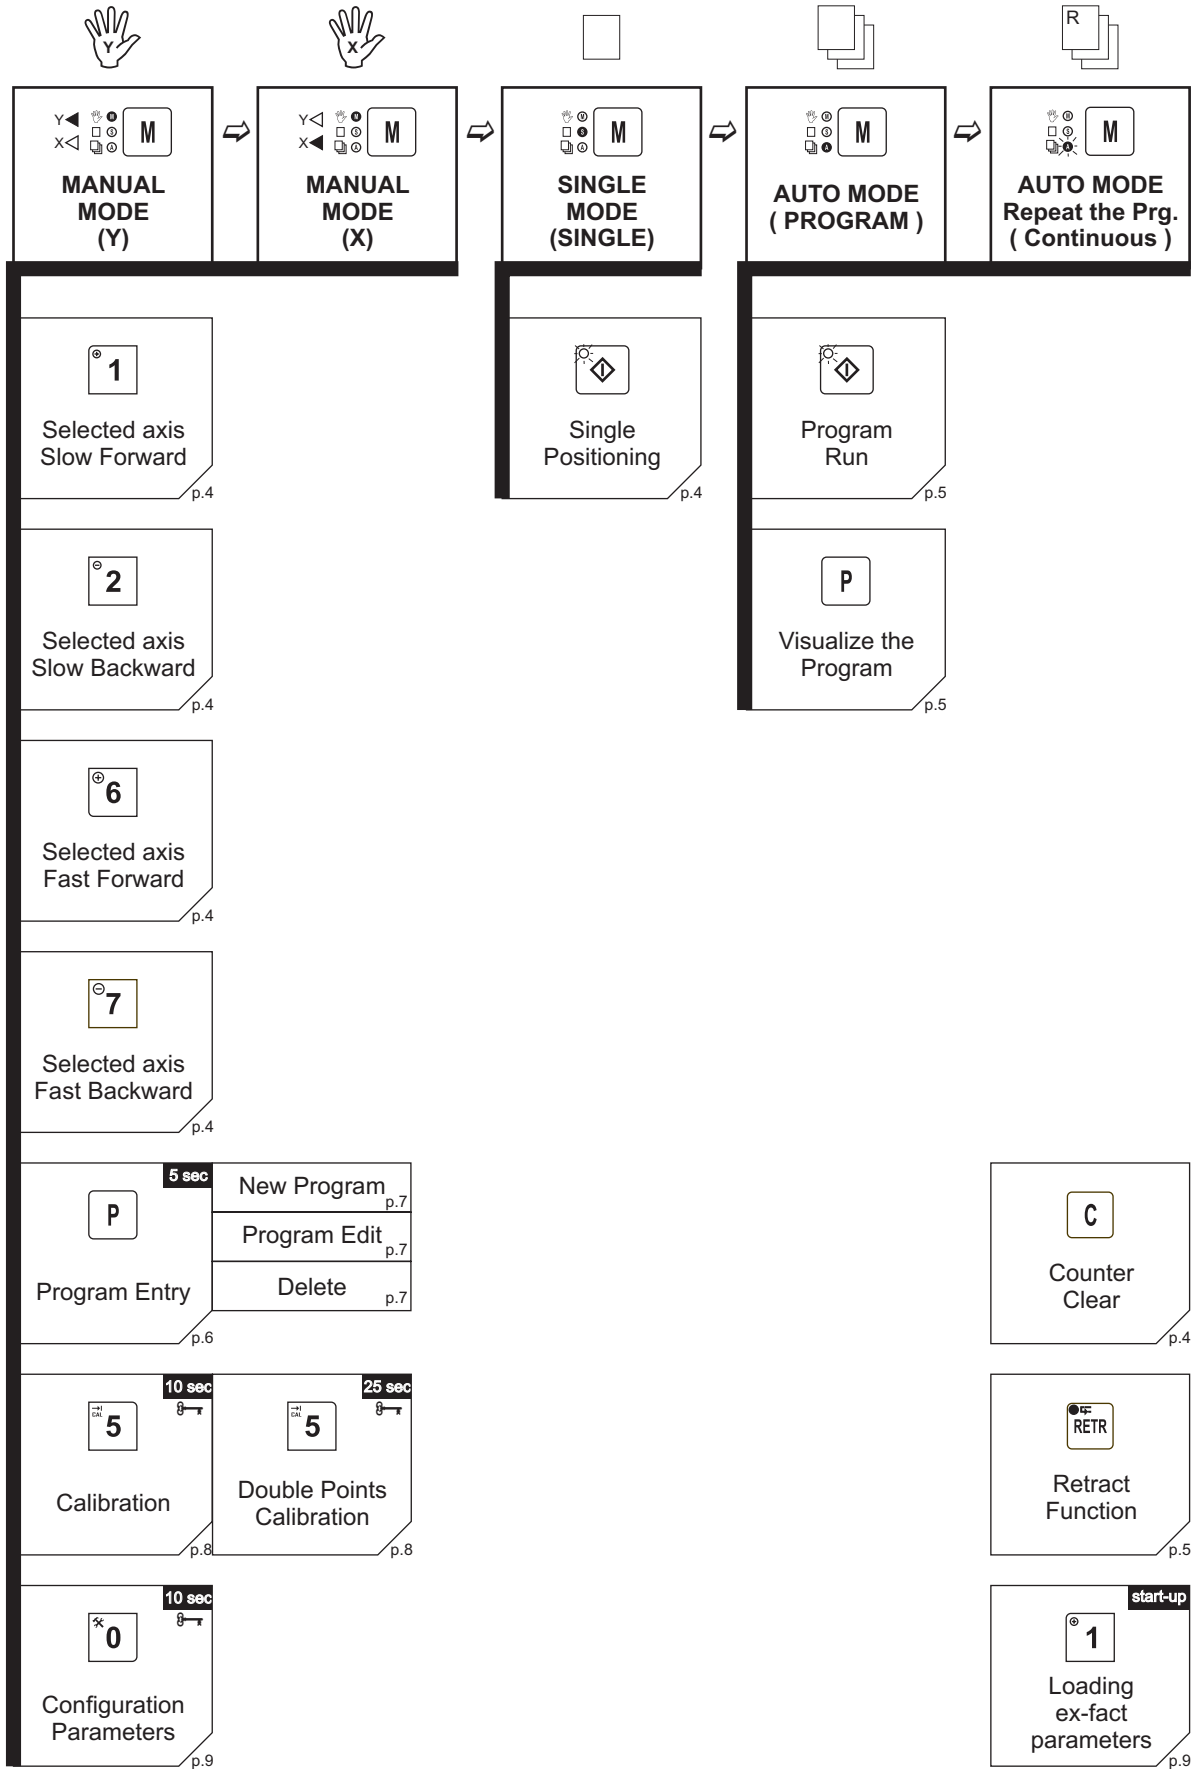 Y
X
R
Y
X
M
S
A
M
MANUAL
MODE
(Y)
Y
X
M
S
A
M
MANUAL
MODE
(X)
M
S
A
M
SINGLE
MODE
(SINGLE)
M
S
A
M
AUTO MODE
( PROGRAM )
M
S
A
M
AUTO MODE
Repeat the Prg.
( Continuous )
1
Selected axis
Slow Forward
p.4
Single
Positioning
p.4
Program
Run
p.5
2
Selected axis
Slow Backward
p.4
P
Visualize the
Program
p.5
6
Selected axis
Fast Forward
p.4
7
Selected axis
Fast Backward
p.4
5 sec
P
Program Entry
p.6
New Program
p.7
Program Edit
p.7
Delete
p.7
C
Counter
Clear
p.4
10 sec
CAL
5
Calibration
p.8
25 sec
CAL
5
Double Points
Calibration
p.8
RETR
Retract
Function
p.5
10 sec
0
Configuration
Parameters
p.9
start-up
1
Loading
ex-fact
parameters
p.9